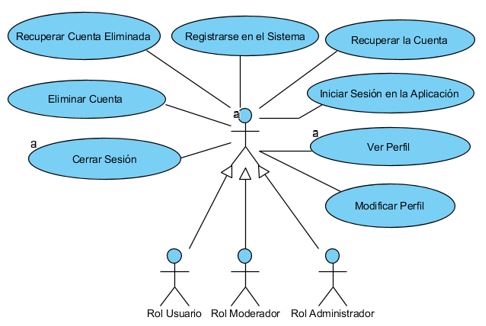 Recuperar Cuenta Eliminada
Registrarse en el Sistema
Recuperar la Cuenta
Eliminar Cuenta
a
Iniciar Sesión en la Aplicación
a
Cerrar Sesión
a
Ver Perfil
Modificar Perfil
Rol Usuario
Rol Moderador
Rol Administrador